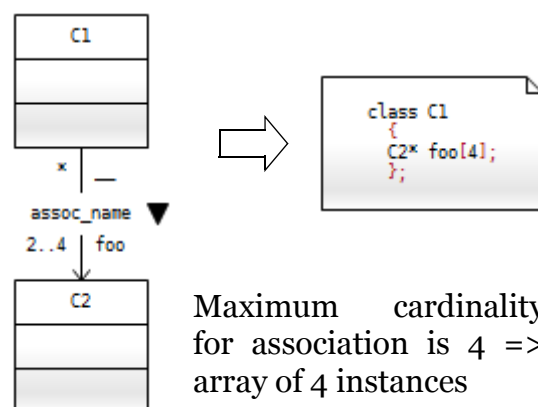 C1
* __
assoc_name ▼
2..4 foo
C2
class C1
{
C2* foo[4];
};
Maximum cardinality
for association is 4 =>
array of 4 instances